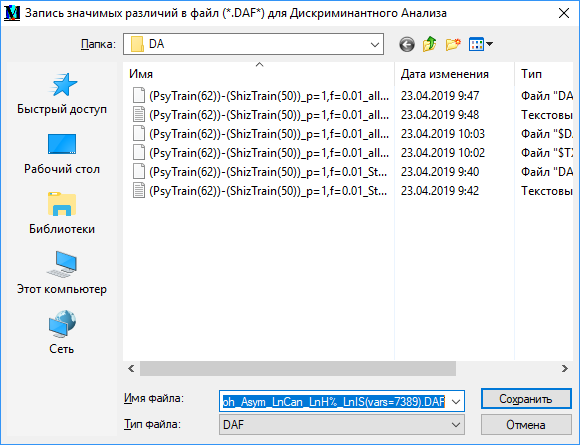 Запись значимых различий в файл (*.DAF*) для Дискриминантного Анализа
Папка: DA
Быстрый доступ
Рабочий стол
Библиотеки
Этот компьютер
Сеть
Имя Дата изменения Тип
(PsyTrain(62))-(ShizTrain(50))_p=1,f=0.01_all... 23.04.2019 9:47 Файл "DA
(PsyTrain(62))-(ShizTrain(50))_p=1,f=0.01_all... 23.04.2019 9:48 Текстовы
(PsyTrain(62))-(ShizTrain(50))_p=1,f=0.01_all... 23.04.2019 10:03 Файл "$D
(PsyTrain(62))-(ShizTrain(50))_p=1,f=0.01_all... 23.04.2019 10:02 Файл "$T2
(PsyTrain(62))-(ShizTrain(50))_p=1,f=0.01_St... 23.04.2019 9:40 Файл "DA
(PsyTrain(62))-(ShizTrain(50))_p=1,f=0.01_St... 23.04.2019 9:42 Текстовы
Имя файла: oh_Asym_LnCan_LnH%_LnIS(vars=7389).DAF Сохранить
Тип файла: DAF Отмена